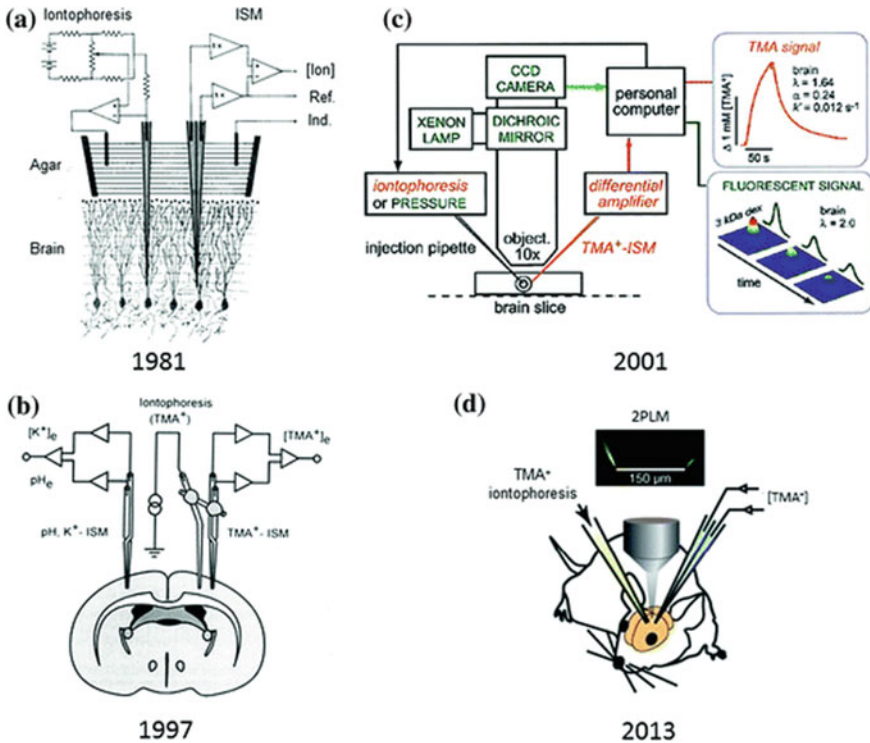 (a)
Iontophoresis
ISM
[Ion]
Ref.
Ind.
Agar
Brain
1981
(c)
CCD
CAMERA
XENON
LAMP
DICHROIC
MIRROR
personal
computer
iontophoresis
or PRESSURE
differential
amplifier
injection pipette
object.
10x
TMA⁺-ISM
brain slice
TMA signal
brain
λ = 1.64
α = 0.24
k' = 0.012 s⁻¹
Δ 1 mM [TMA⁺]
50 s
FLUORESCENT SIGNAL
3 kDa dex
brain
λ = 2.0
time
2001
(b)
Iontophoresis
(TMA⁺)
[K⁺]e
[TMA⁺]e
pHe
pH, K⁺- ISM
TMA⁺- ISM
1997
(d)
2PLM
150 μm
TMA⁺
iontophoresis
[TMA⁺]
2013